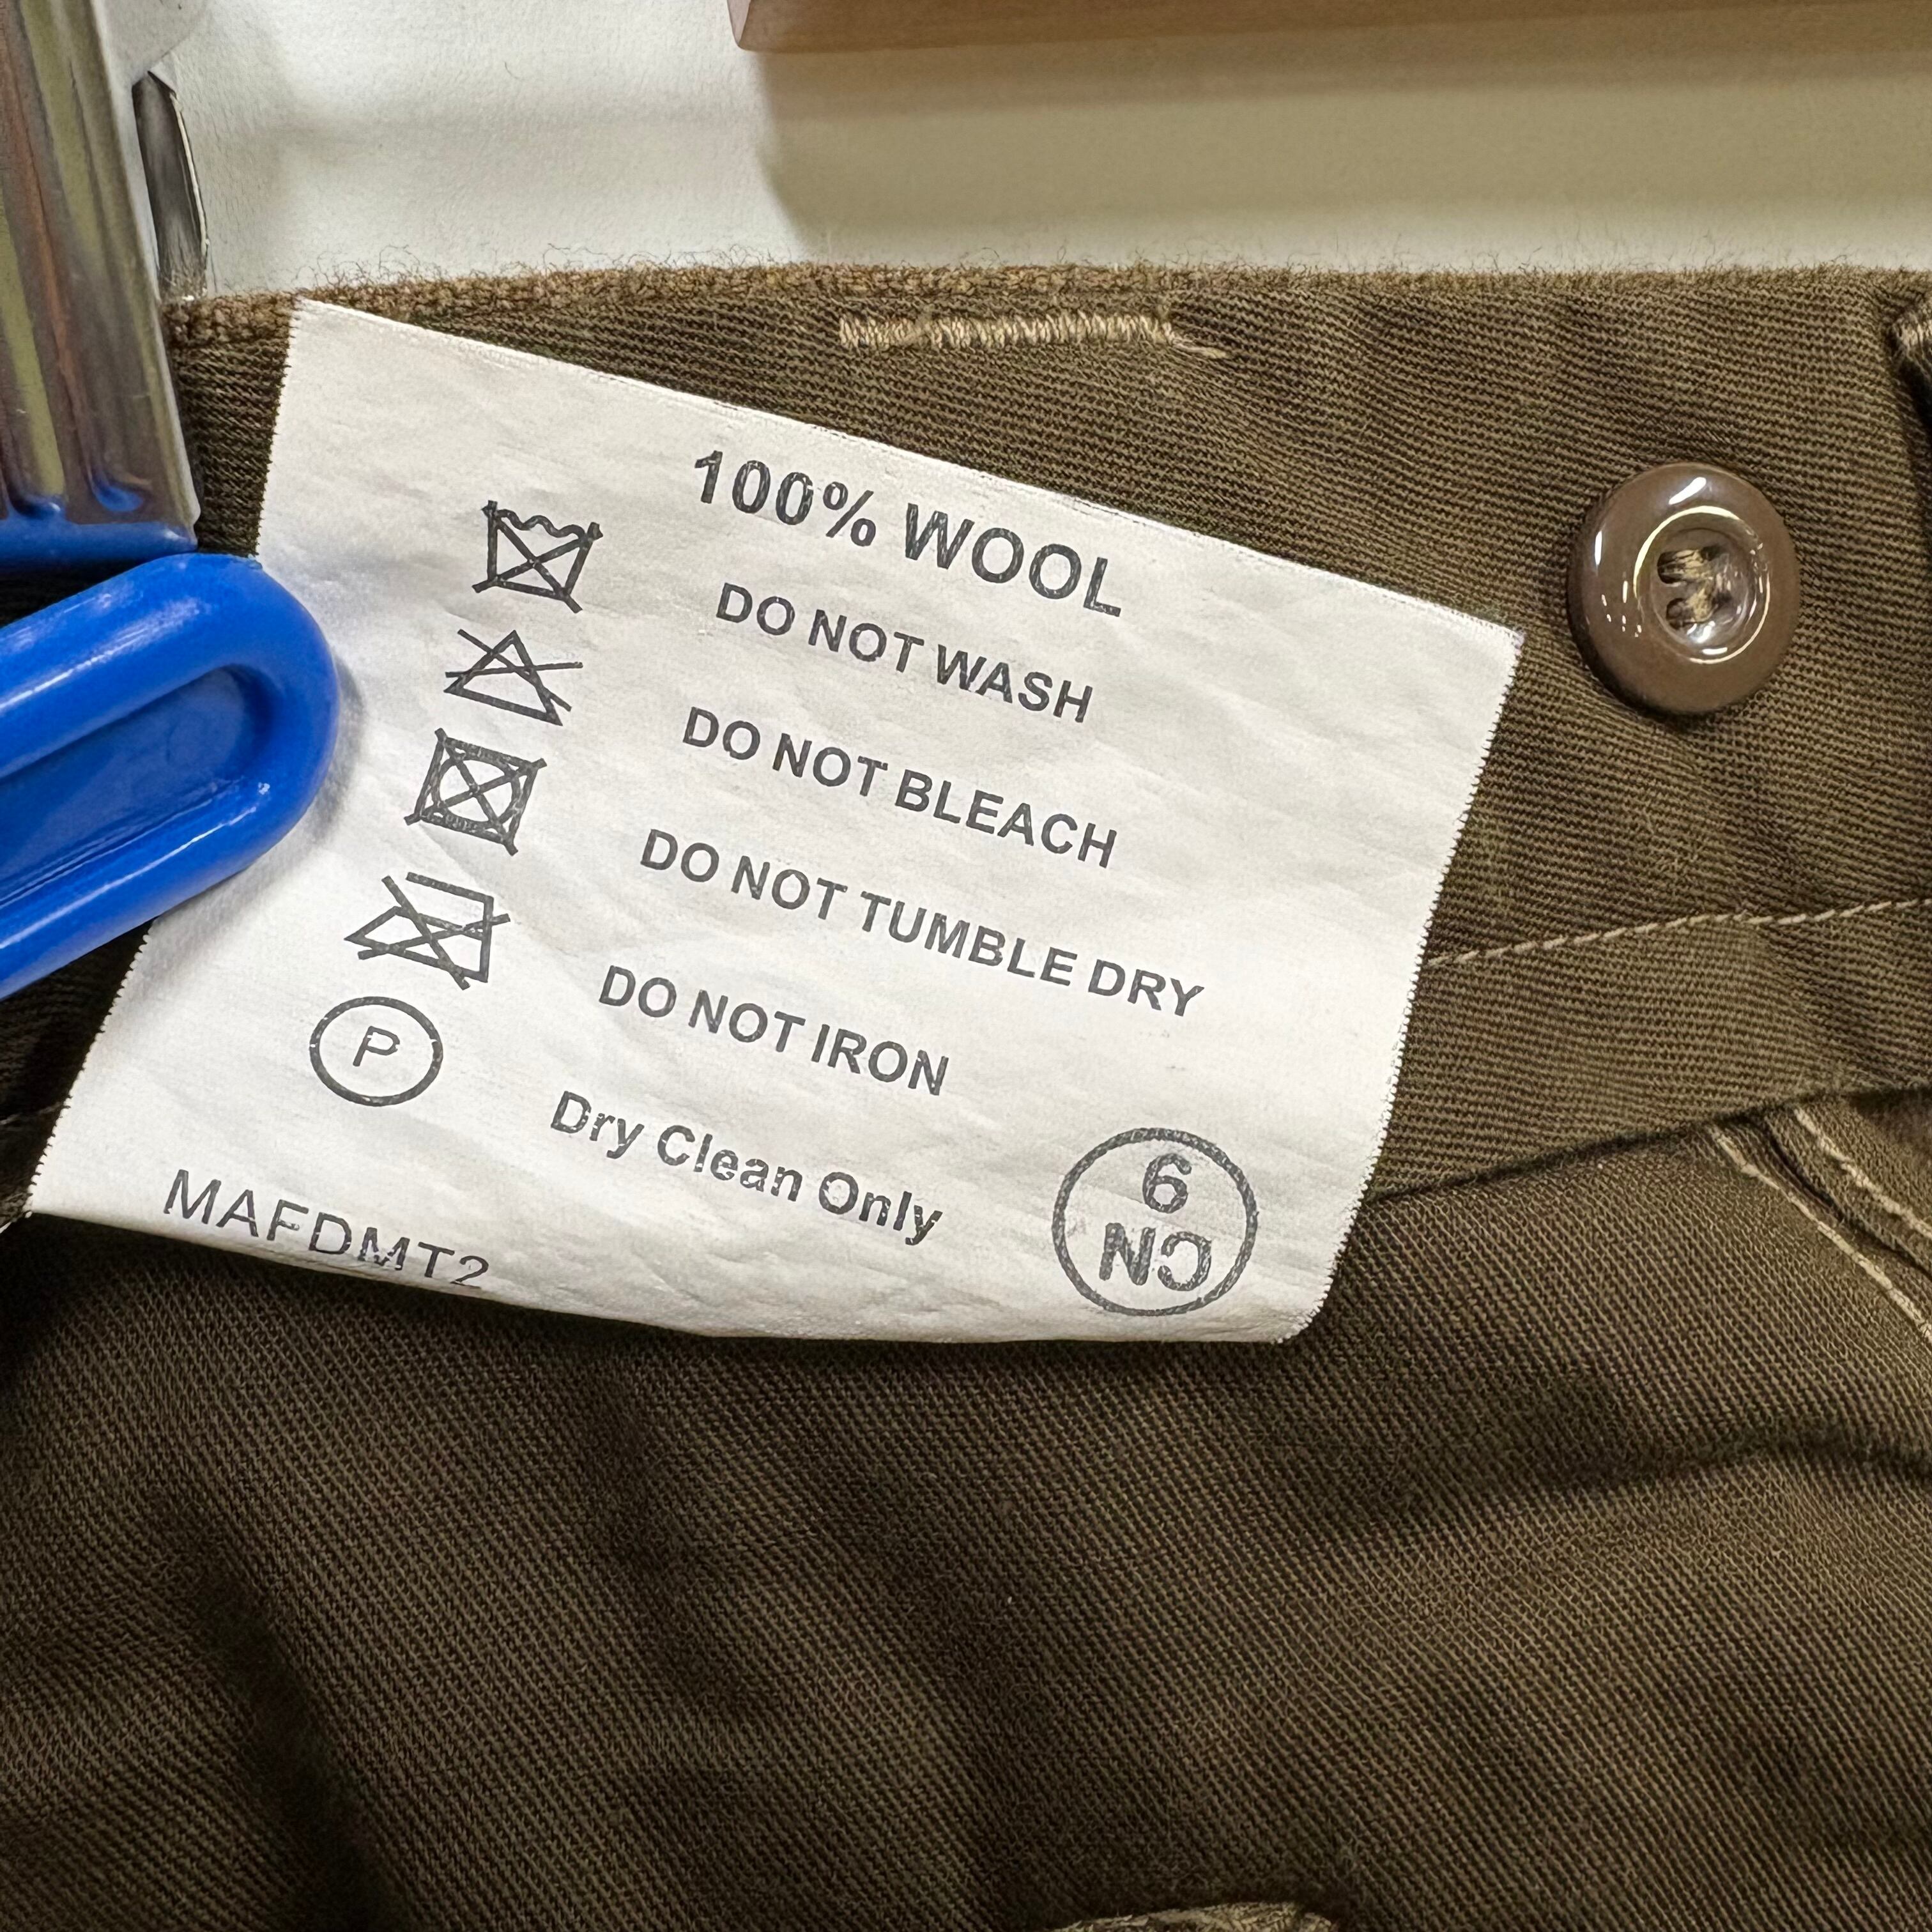 100% WOOL
DO NOT WASH
DO NOT BLEACH
DO NOT TUMBLE DRY
DO NOT IRON
P
Dry Clean Only
MAFDMT2
CN
9